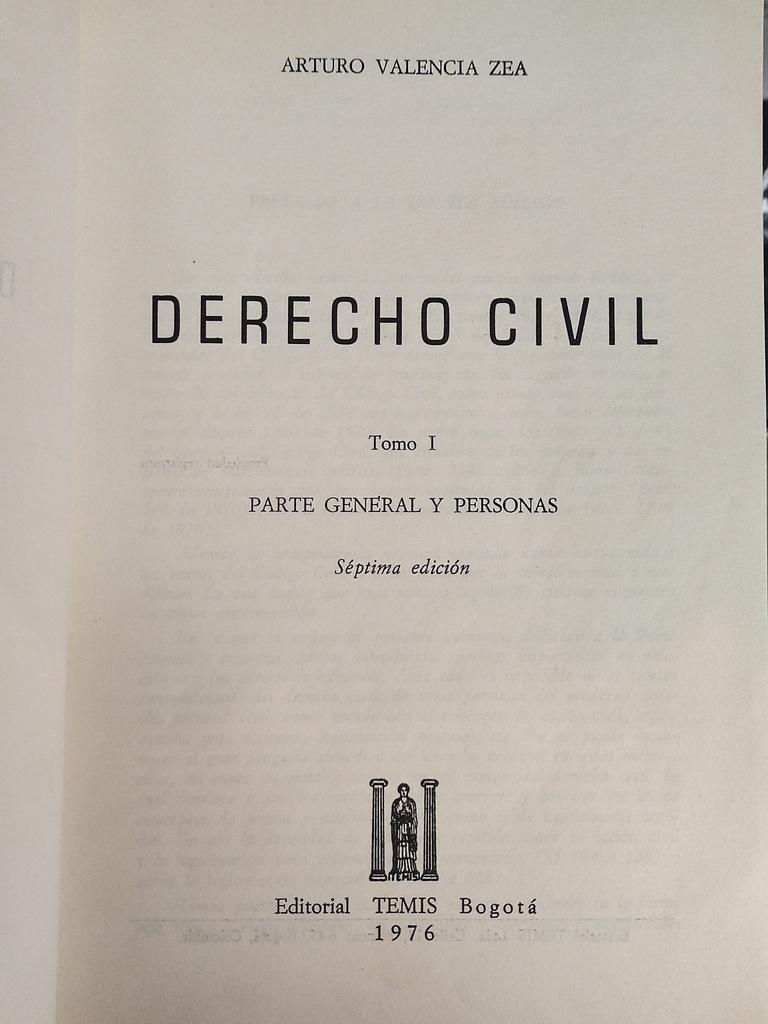 ARTURO VALENCIA ZEA
DERECHO CIVIL
Tomo I
PARTE GENERAL Y PERSONAS
Séptima edición
TEMIS
Editorial TEMIS Bogotá
1976